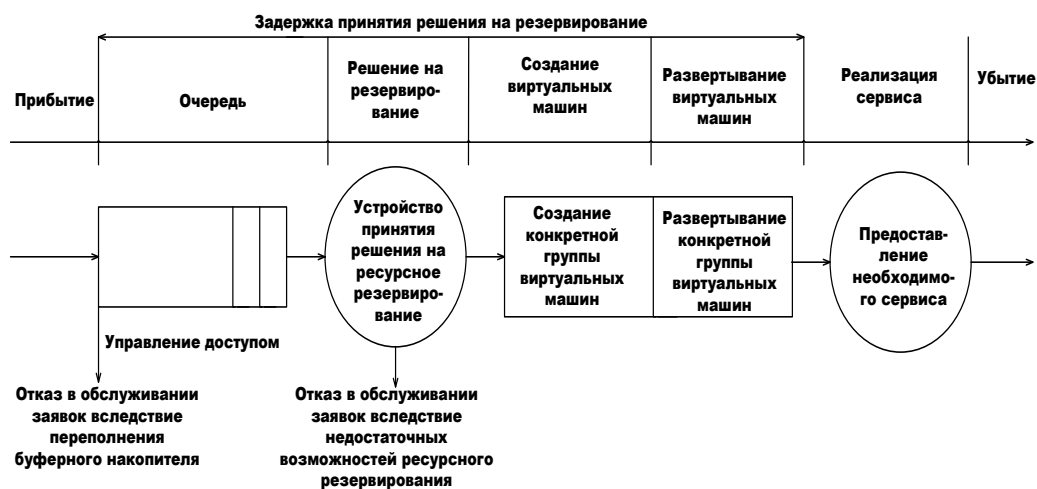 Задержка принятия решения на резервирование
Прибытие
Очередь
Решение на
резервиро-
вание
Создание
виртуальных
машин
Развертывание
виртуальных
машин
Реализация
сервиса
Убытие
Устройство
принятия
решения на
ресурсное
резервиро-
вание
Создание
конкретной
группы
виртуальных
машин
Развертывание
конкретной
группы
виртуальных
машин
Предостав-
ление
необходимо-
го сервиса
Управление доступом
Отказ в обслуживании
заявок вследствие
переполнения
буферного накопителя
Отказ в обслуживании
заявок вследствие
недостаточных
возможностей ресурсного
резервирования